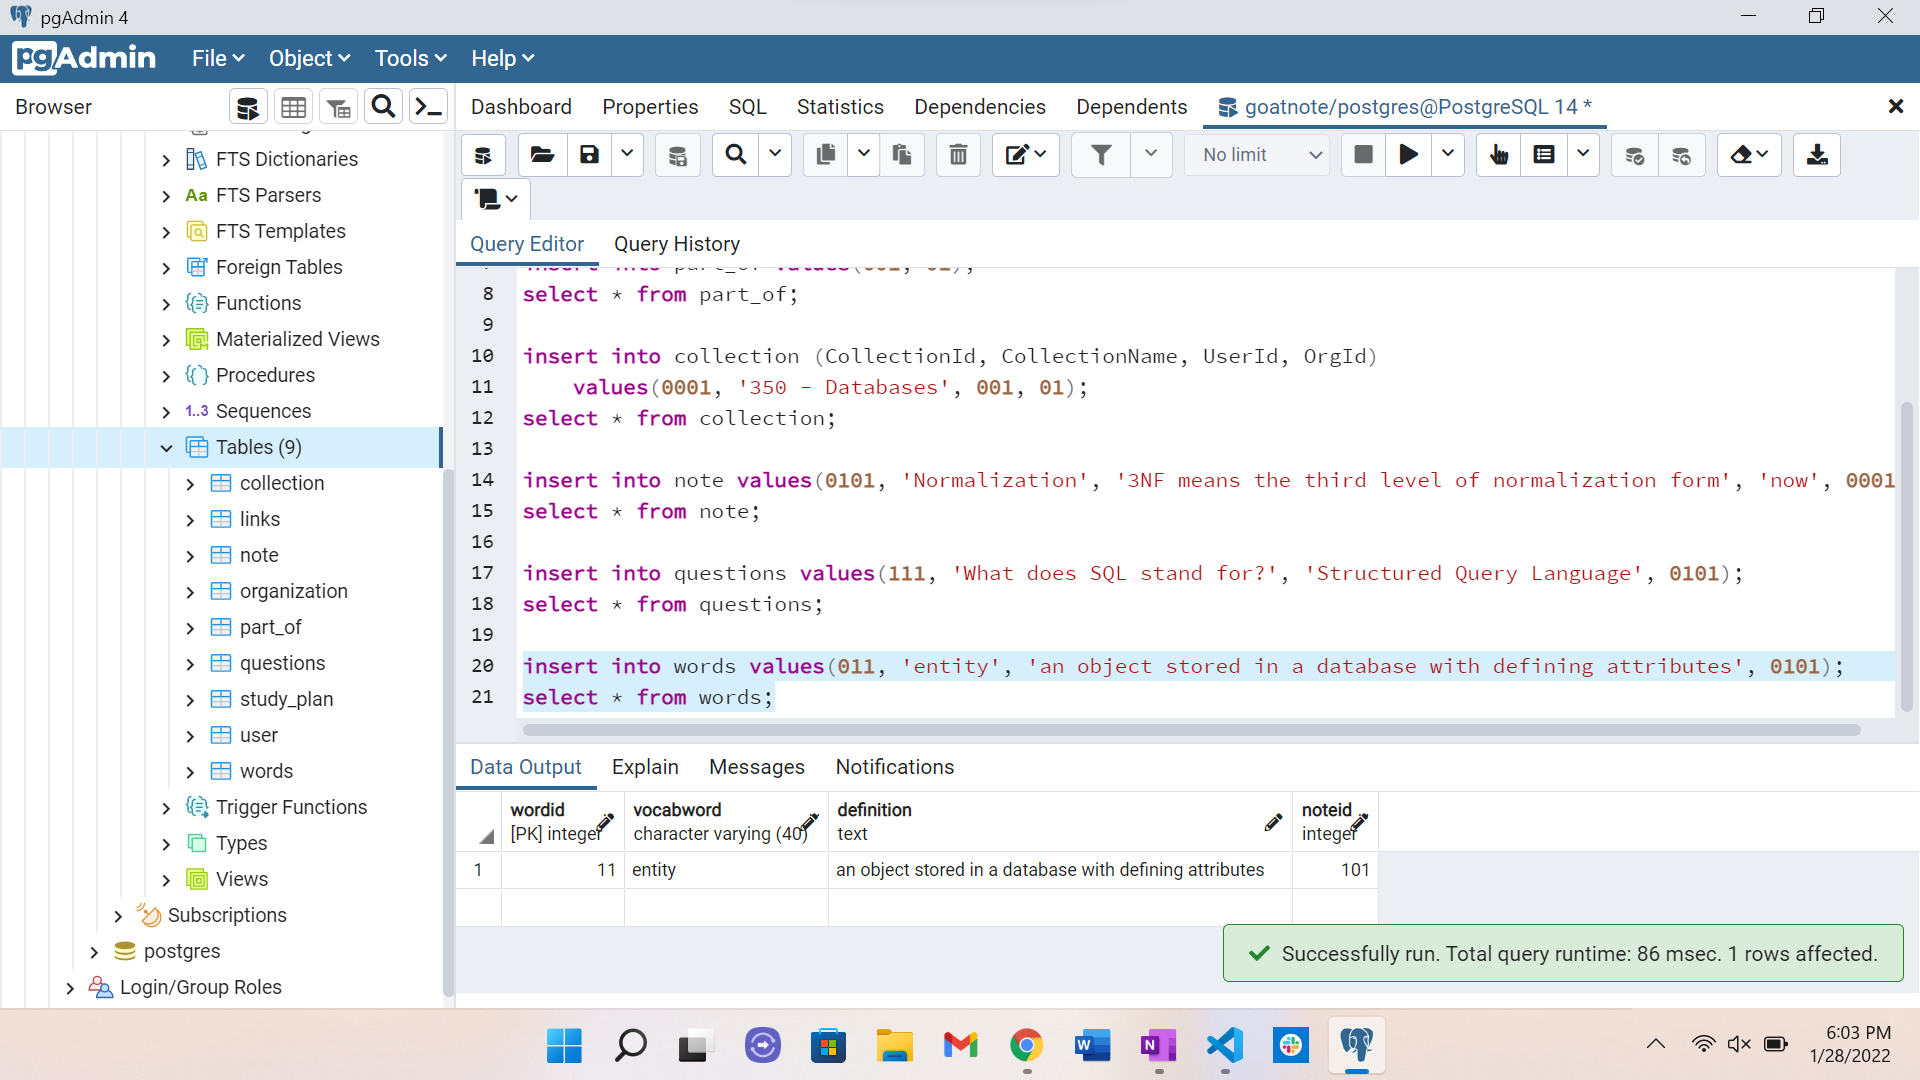 pgAdmin 4
pgAdmin File Object Tools Help
Browser
Dashboard Properties SQL Statistics Dependencies Dependents goatnote/postgres@PostgreSQL 14 *
No limit
Query Editor Query History
FTS Dictionaries
Aa FTS Parsers
FTS Templates
Foreign Tables
Functions
Materialized Views
Procedures
1..3 Sequences
Tables (9)
collection
links
note
organization
part_of
questions
study_plan
user
words
Trigger Functions
Types
Views
Subscriptions
postgres
Login/Group Roles
insert into part_of values(001, 01);
8 select * from part_of;
9
10 insert into collection (CollectionId, CollectionName, UserId, OrgId)
11 values(0001, '350 - Databases', 001, 01);
12 select * from collection;
13
14 insert into note values(0101, 'Normalization', '3NF means the third level of normalization form', 'now', 0001
15 select * from note;
16
17 insert into questions values(111, 'What does SQL stand for?', 'Structured Query Language', 0101);
18 select * from questions;
19
20 insert into words values(011, 'entity', 'an object stored in a database with defining attributes', 0101);
21 select * from words;
Data Output Explain Messages Notifications
wordid vocabword definition noteid
[PK] integer character varying (40) text integer
1 11 entity an object stored in a database with defining attributes 101
Successfully run. Total query runtime: 86 msec. 1 rows affected.
6:03 PM
1/28/2022